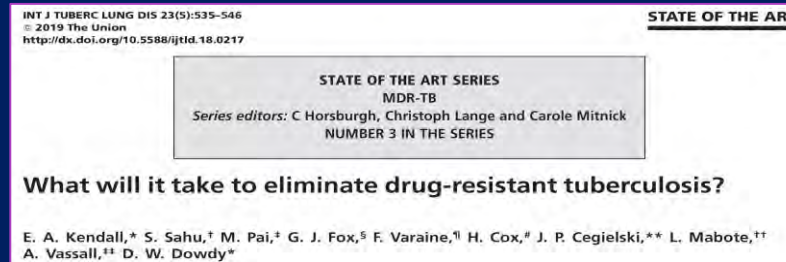 INT J TUBERC LUNG DIS 23(5):535–546
© 2019 The Union
http://dx.doi.org/10.5588/ijtld.18.0217
STATE OF THE AR
STATE OF THE ART SERIES
MDR-TB
Series editors: C Horsburgh, Christoph Lange and Carole Mitnick
NUMBER 3 IN THE SERIES
What will it take to eliminate drug-resistant tuberculosis?
E. A. Kendall,* S. Sahu,† M. Pai,‡ G. J. Fox,§ F. Varaine,¶ H. Cox,# J. P. Cegielski,** L. Mabote,††
A. Vassall,‡‡ D. W. Dowdy*